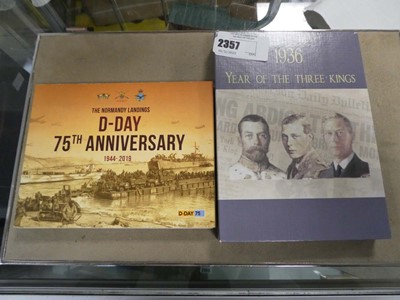 THE NORMANDY LANDINGS
D-DAY
75TH ANNIVERSARY
1944-2019
D-DAY 75
2357
1936
YEAR OF THE THREE KINGS